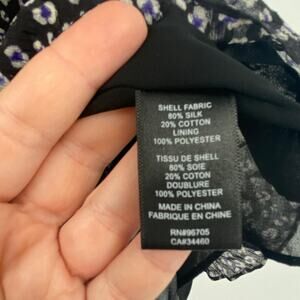 SHELL FABRIC
80% SILK
20% COTTON
LINING
100% POLYESTER
TISSU DE SHELL
80% SOIE
20% COTON
DOUBLURE
100% POLYESTER
MADE IN CHINA
FABRIQUE EN CHINE
RN#96705
CA#34460